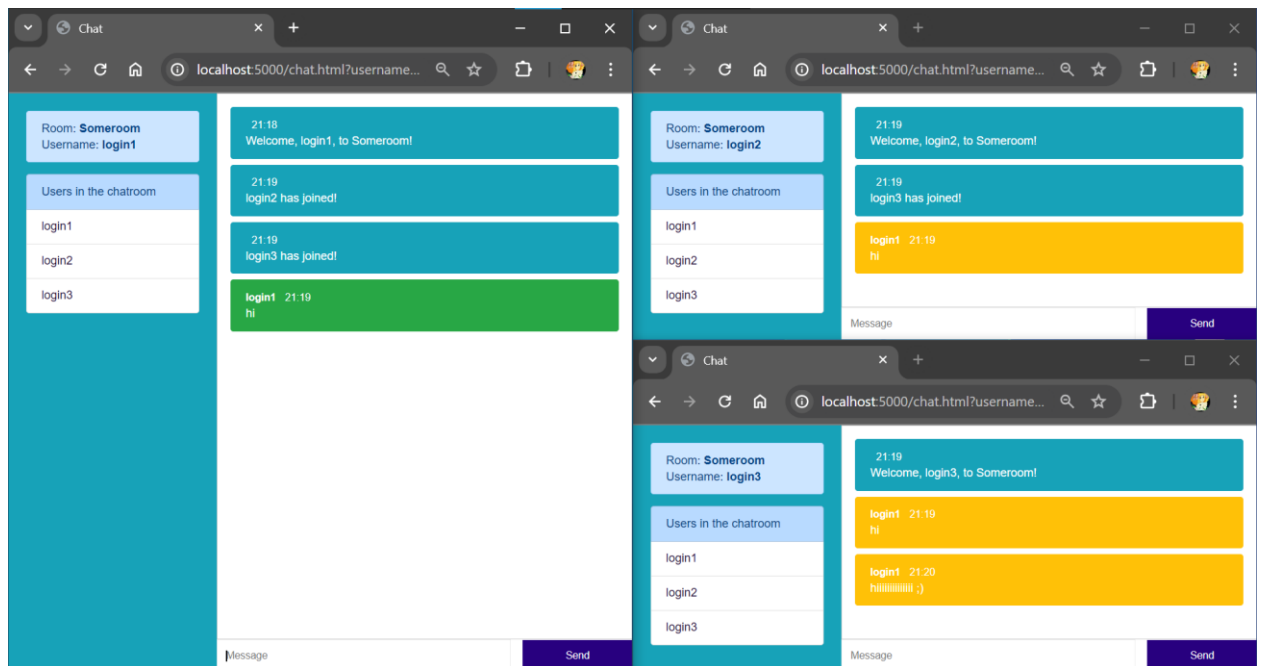 Chat
localhost:5000/chat.html?username...
Room: Someroom
Username: login1
Users in the chatroom
login1
login2
login3
21:18
Welcome, login1, to Someroom!
21:19
login2 has joined!
21:19
login3 has joined!
login1 21:19
hi
Message
Send
Chat
localhost:5000/chat.html?username...
Room: Someroom
Username: login2
Users in the chatroom
login1
login2
login3
21:19
Welcome, login2, to Someroom!
21:19
login3 has joined!
login1 21:19
hi
Message
Send
Chat
localhost:5000/chat.html?username...
Room: Someroom
Username: login3
Users in the chatroom
login1
login2
login3
21:19
Welcome, login3, to Someroom!
login1 21:19
hi
login1 21:20
hiiiiiiiiiiiiii ;)
Message
Send